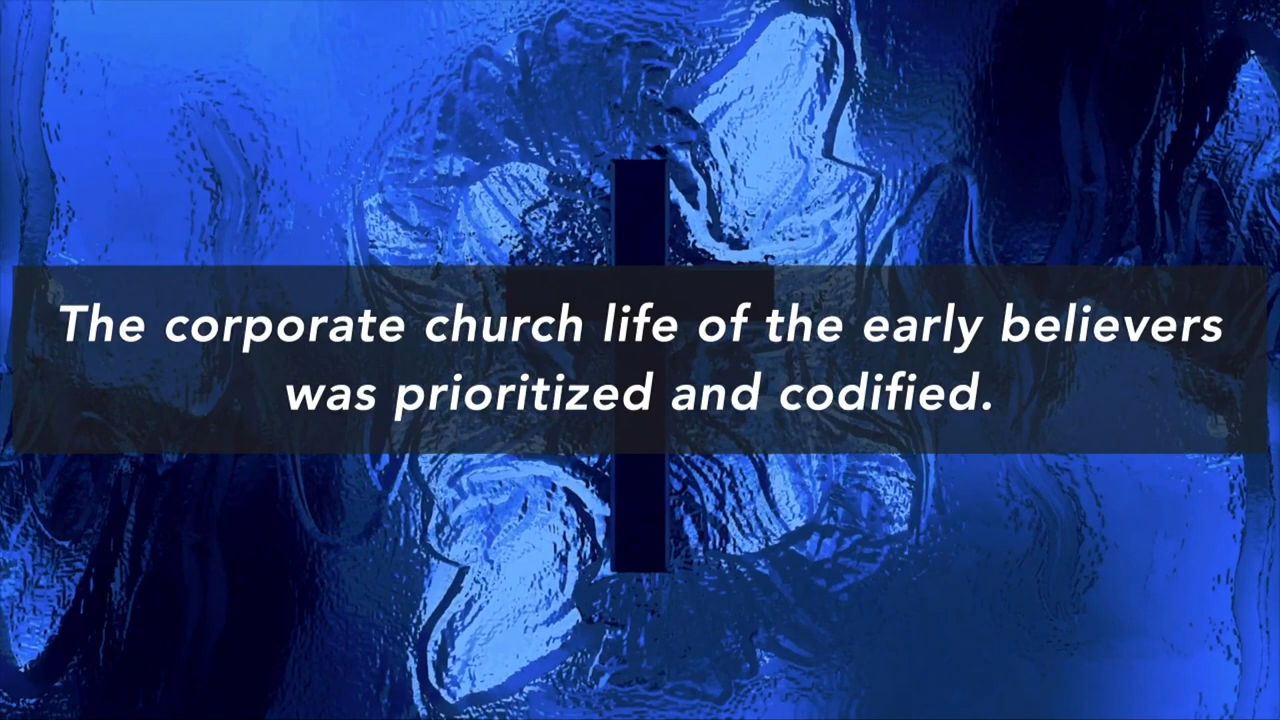 The corporate church life of the early believers
was prioritized and codified.